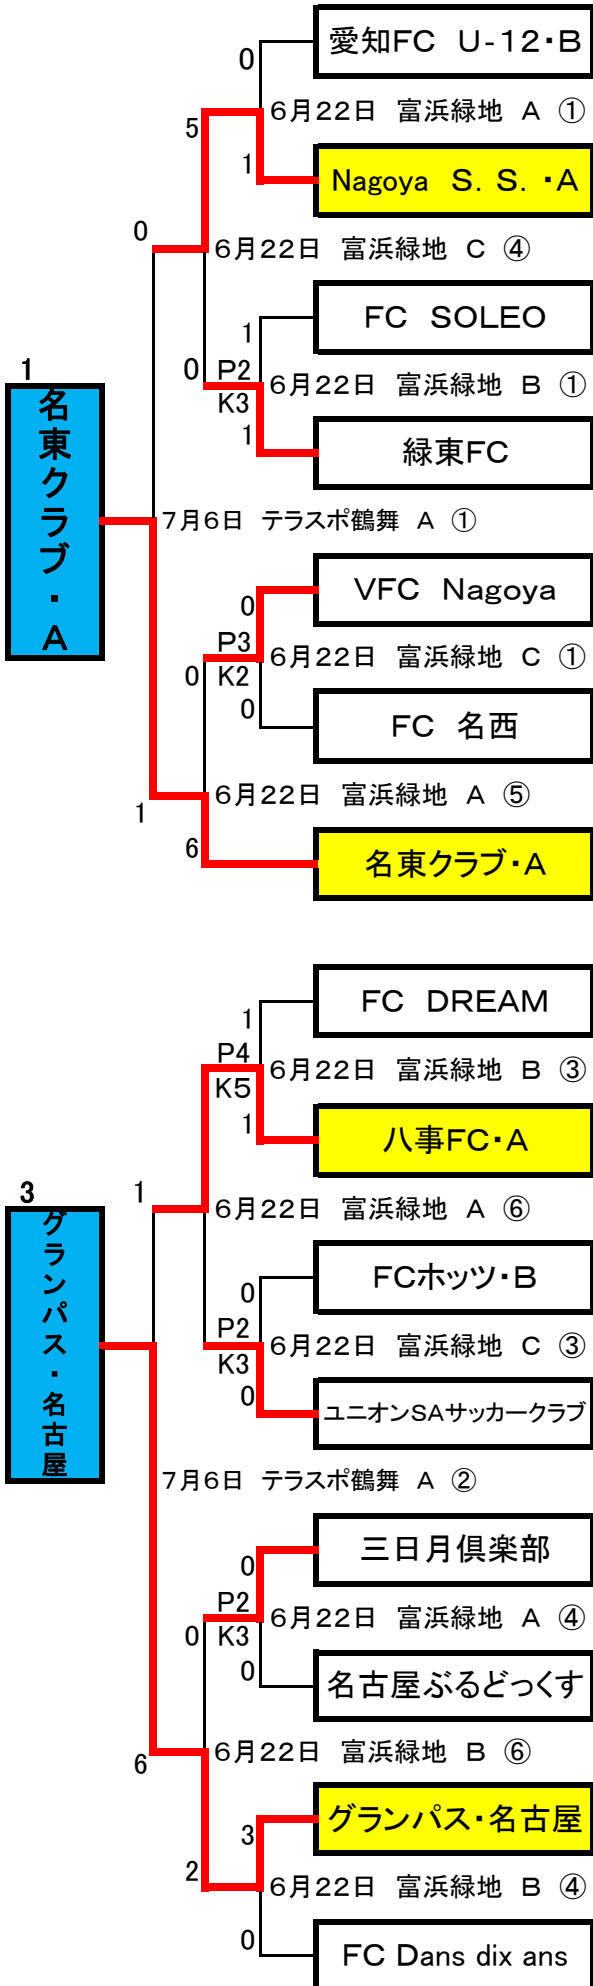 愛知FC U-12・B
0
6月22日 富浜緑地 A ①
5
1
Nagoya S.S.・A
0
6月22日 富浜緑地 C ④
FC SOLEO
1
0
P2
6月22日 富浜緑地 B ①
K3
1
緑東FC
1
名東クラブ・A
7月6日 テラスポ鶴舞 A ①
VFC Nagoya
0
P3
6月22日 富浜緑地 C ①
0
K2
0
FC 名西
6月22日 富浜緑地 A ⑤
1
6
名東クラブ・A
FC DREAM
1
P4
6月22日 富浜緑地 B ③
K5
1
八事FC・A
1
6月22日 富浜緑地 A ⑥
3
グランパス・名古屋
FCホッツ・B
0
P2
6月22日 富浜緑地 C ③
K3
0
ユニオンSAサッカークラブ
7月6日 テラスポ鶴舞 A ②
三日月倶楽部
0
P2
6月22日 富浜緑地 A ④
0
K3
0
名古屋ぶるどっくす
6月22日 富浜緑地 B ⑥
6
グランパス・名古屋
3
2
6月22日 富浜緑地 B ④
0
FC Dans dix ans